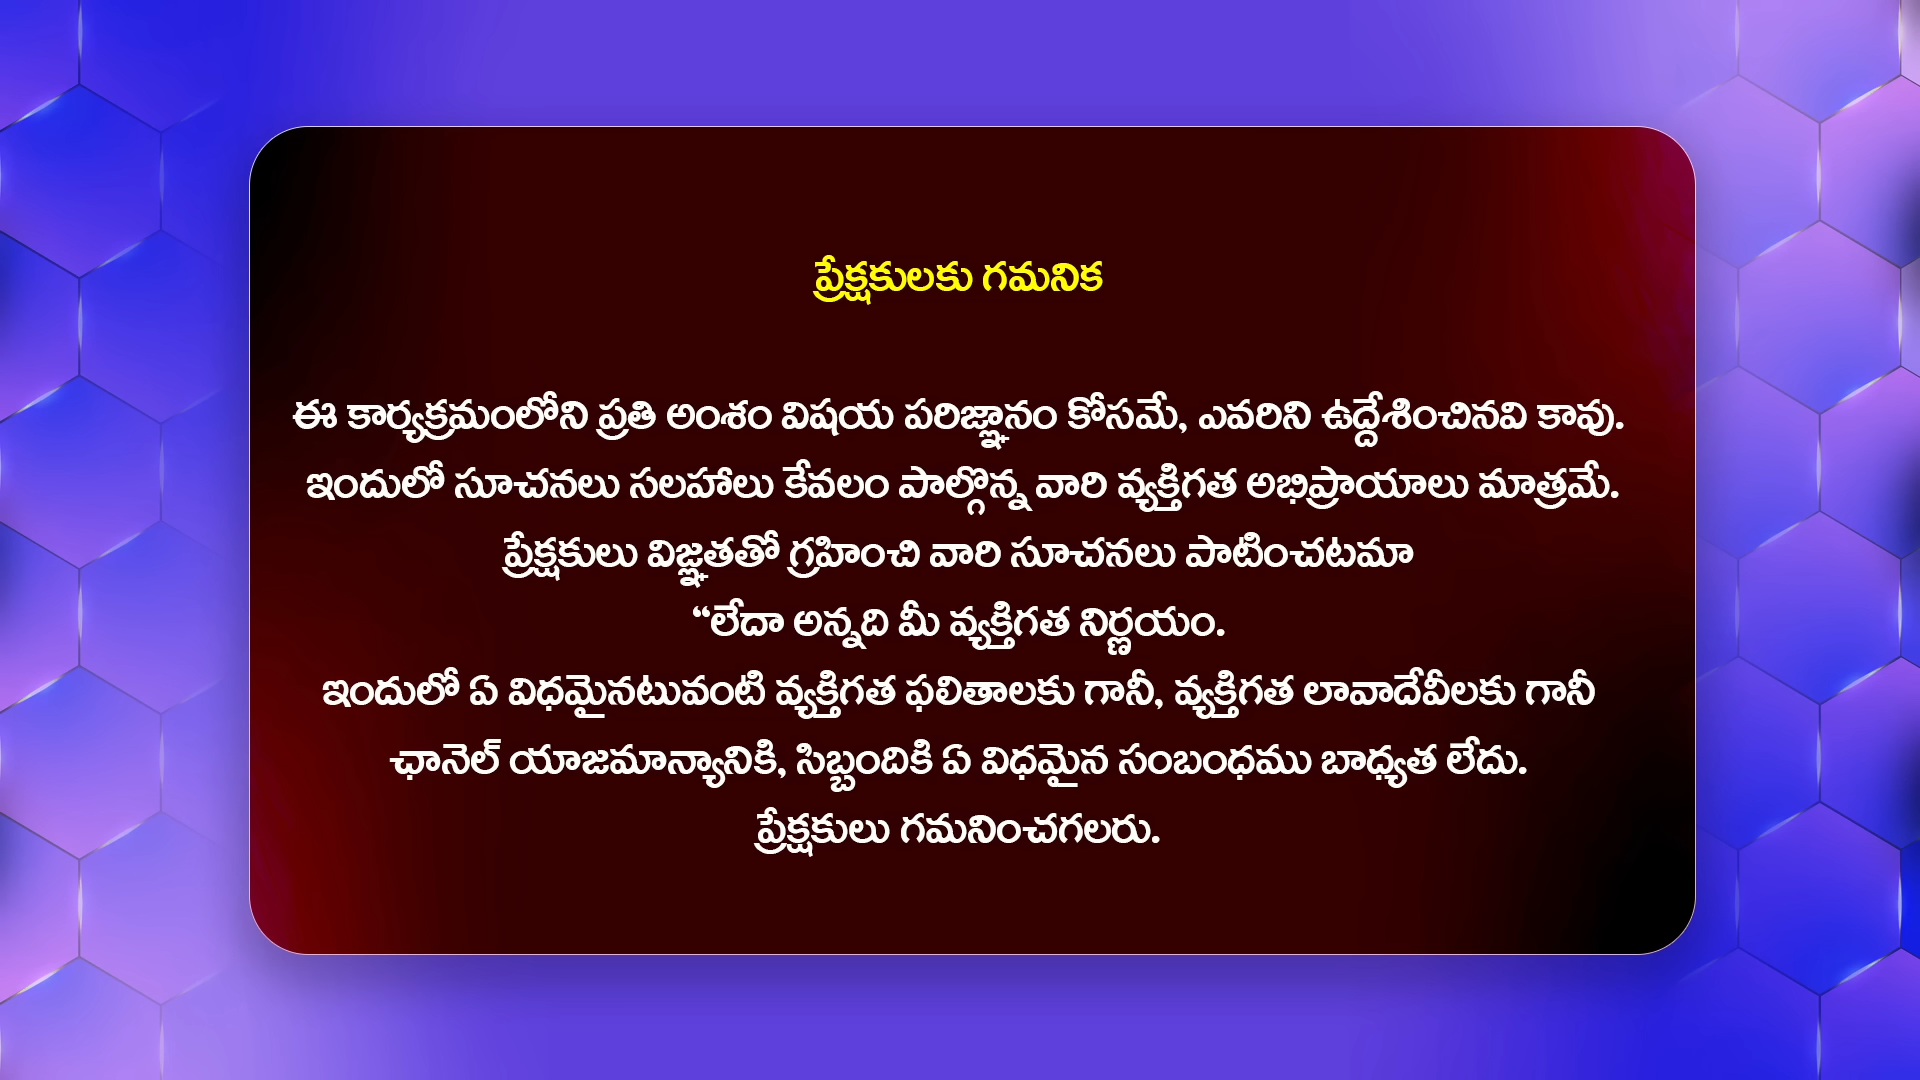 ప్రేక్షకులకు గమనిక
ఈ కార్యక్రమంలోని ప్రతి అంశం విషయ పరిజ్ఞానం కోసమే, ఎవరిని ఉద్దేశించినవి కావు.
ఇందులో సూచనలు సలహాలు కేవలం పాల్గొన్న వారి వ్యక్తిగత అభిప్రాయాలు మాత్రమే.
ప్రేక్షకులు విజ్ఞతతో గ్రహించి వారి సూచనలు పాటించటమా
“లేదా అన్నది మీ వ్యక్తిగత నిర్ణయం.
ఇందులో ఏ విధమైనటువంటి వ్యక్తిగత ఫలితాలకు గానీ, వ్యక్తిగత లావాదేవీలకు గానీ
ఛానెల్ యాజమాన్యానికి, సిబ్బందికి ఏ విధమైన సంబంధము బాధ్యత లేదు.
ప్రేక్షకులు గమనించగలరు.